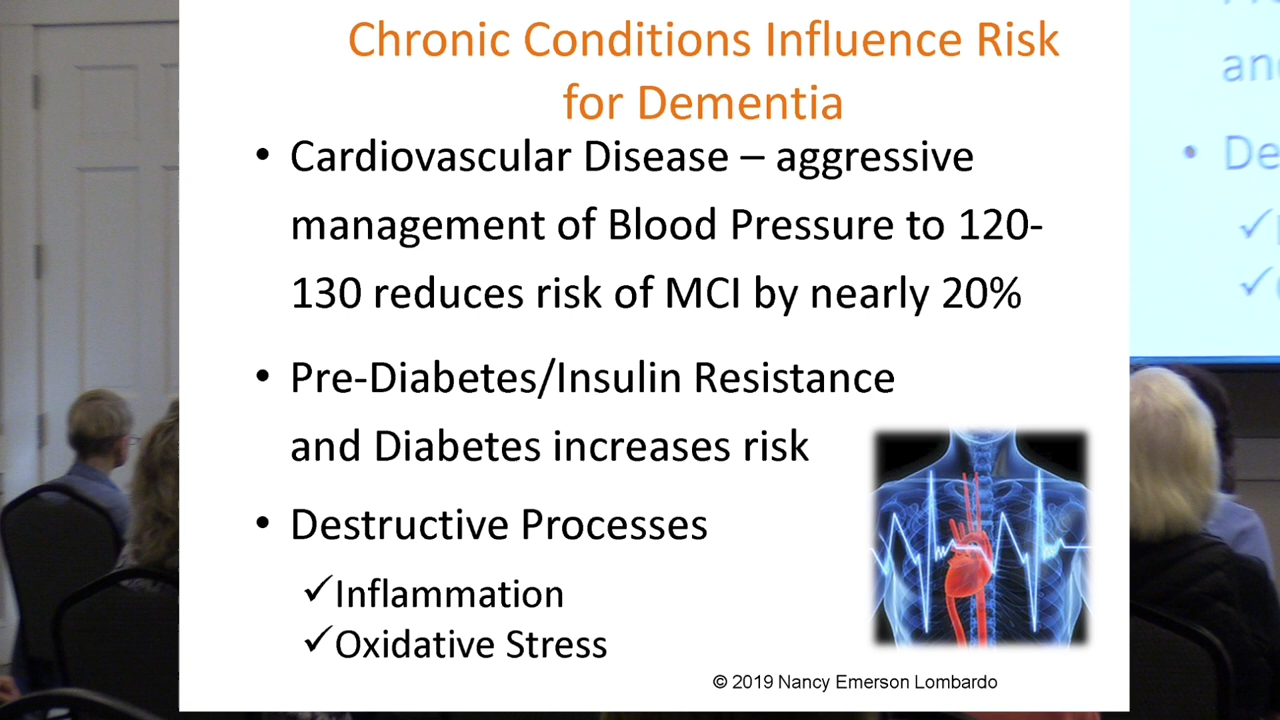 Chronic Conditions Influence Risk
for Dementia
• Cardiovascular Disease – aggressive
management of Blood Pressure to 120-
130 reduces risk of MCI by nearly 20%
• Pre-Diabetes/Insulin Resistance
and Diabetes increases risk
• Destructive Processes
✓Inflammation
✓Oxidative Stress
© 2019 Nancy Emerson Lombardo